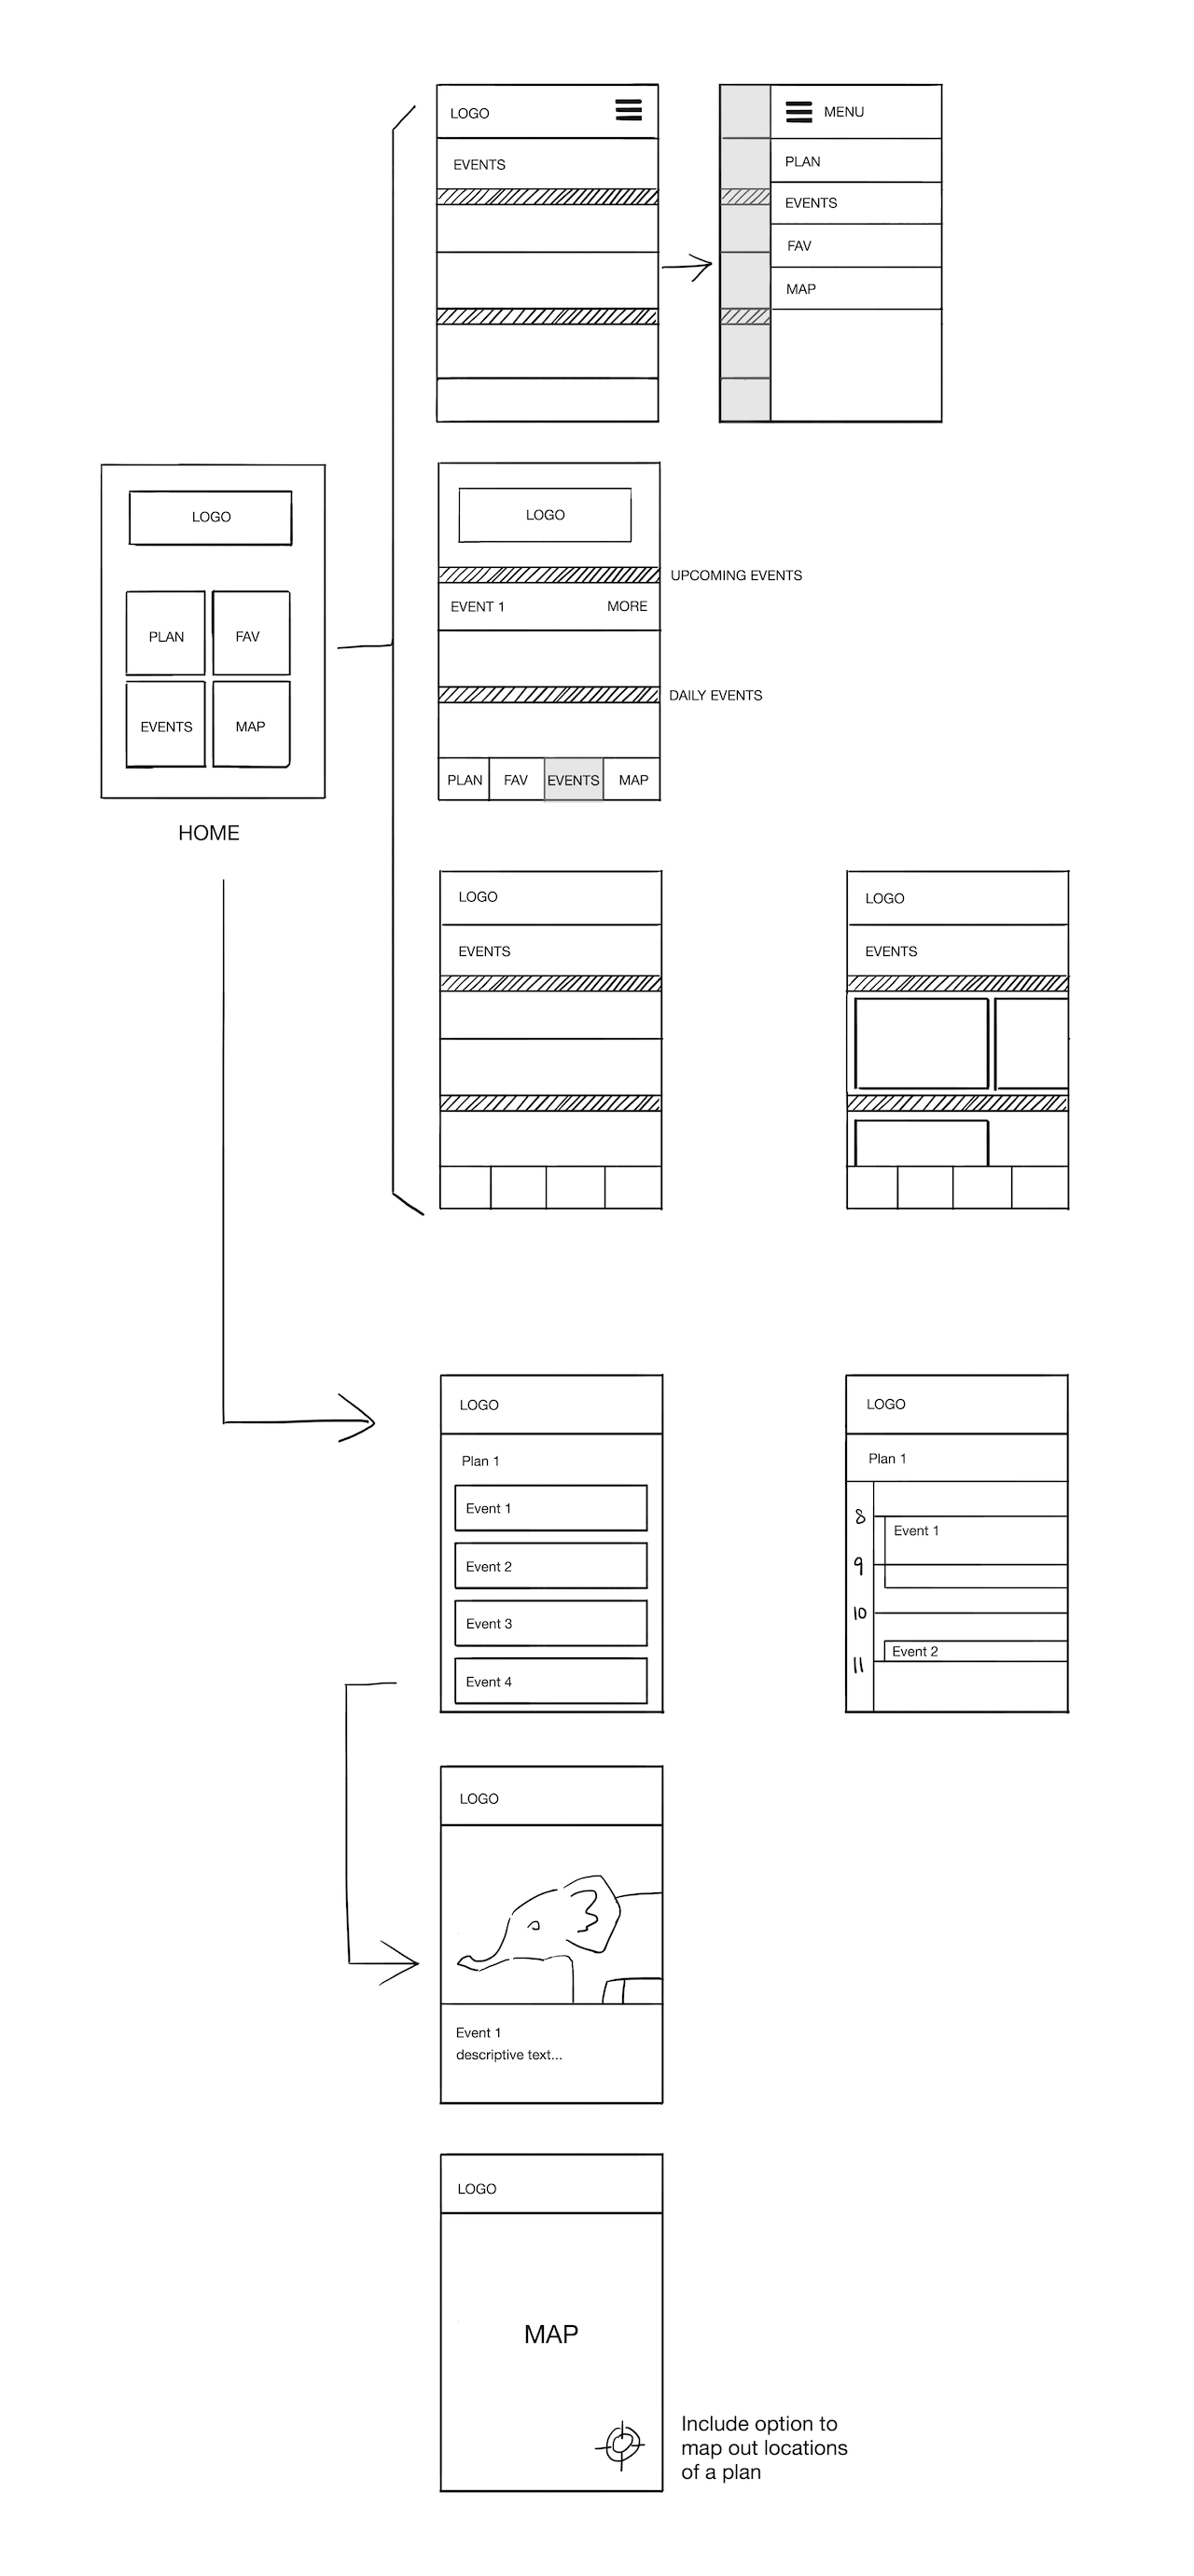 LOGO
EVENTS
MENU
PLAN
EVENTS
FAV
MAP
LOGO
PLAN
FAV
EVENTS
MAP
HOME
LOGO
UPCOMING EVENTS
EVENT 1 MORE
DAILY EVENTS
PLAN FAV EVENTS MAP
LOGO
EVENTS
LOGO
EVENTS
LOGO
Plan 1
Event 1
Event 2
Event 3
Event 4
LOGO
Plan 1
8
Event 1
9
10
Event 2
11
LOGO
Event 1
descriptive text...
LOGO
MAP
Include option to
map out locations
of a plan